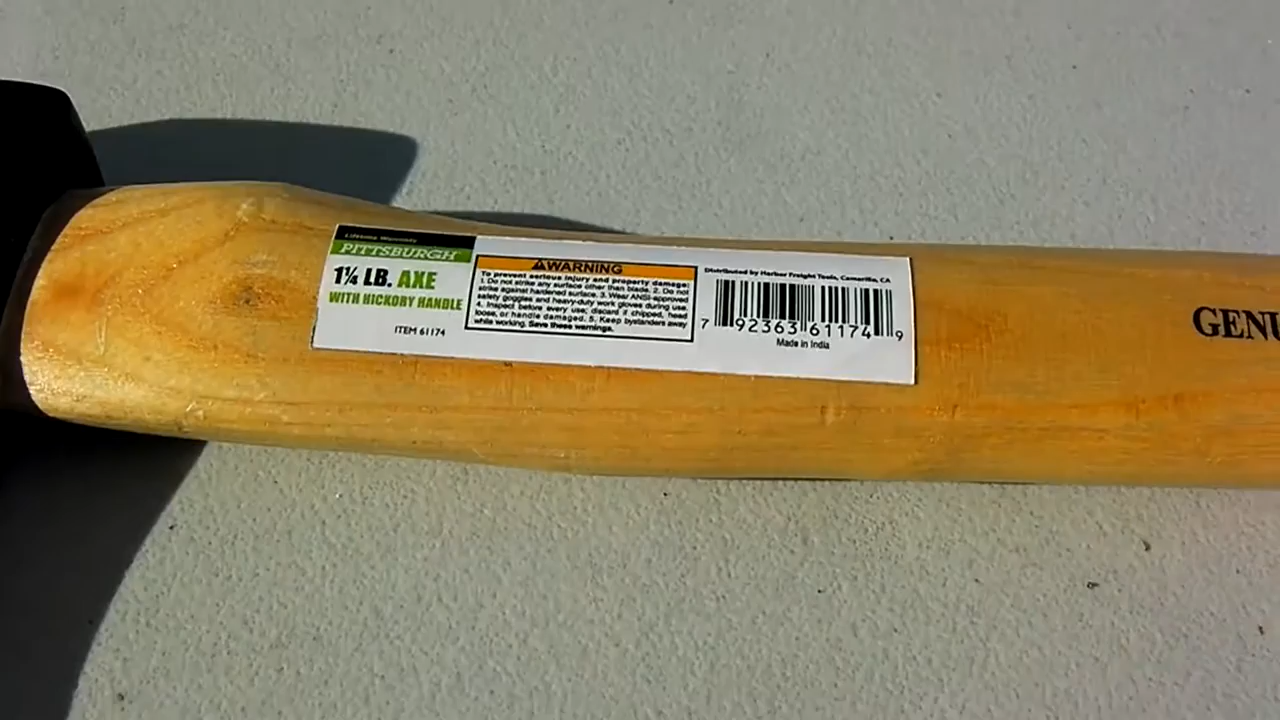 Lifetime Warranty
PITTSBURGH
1¼ LB. AXE
WITH HICKORY HANDLE
ITEM 61174
⚠WARNING
To prevent serious injury and property damage:
1. Do not strike any surface other than blade. 2. Do not
strike against hardened surface. 3. Wear ANSI-approved
safety goggles and heavy-duty work gloves during use.
4. Inspect before every use; discard if chipped, head
loose, or handle damaged. 5. Keep bystanders away
while working. Save these warnings.
Distributed by Harbor Freight Tools, Camarillo, CA
7 92363 61174 9
Made in India
GENU